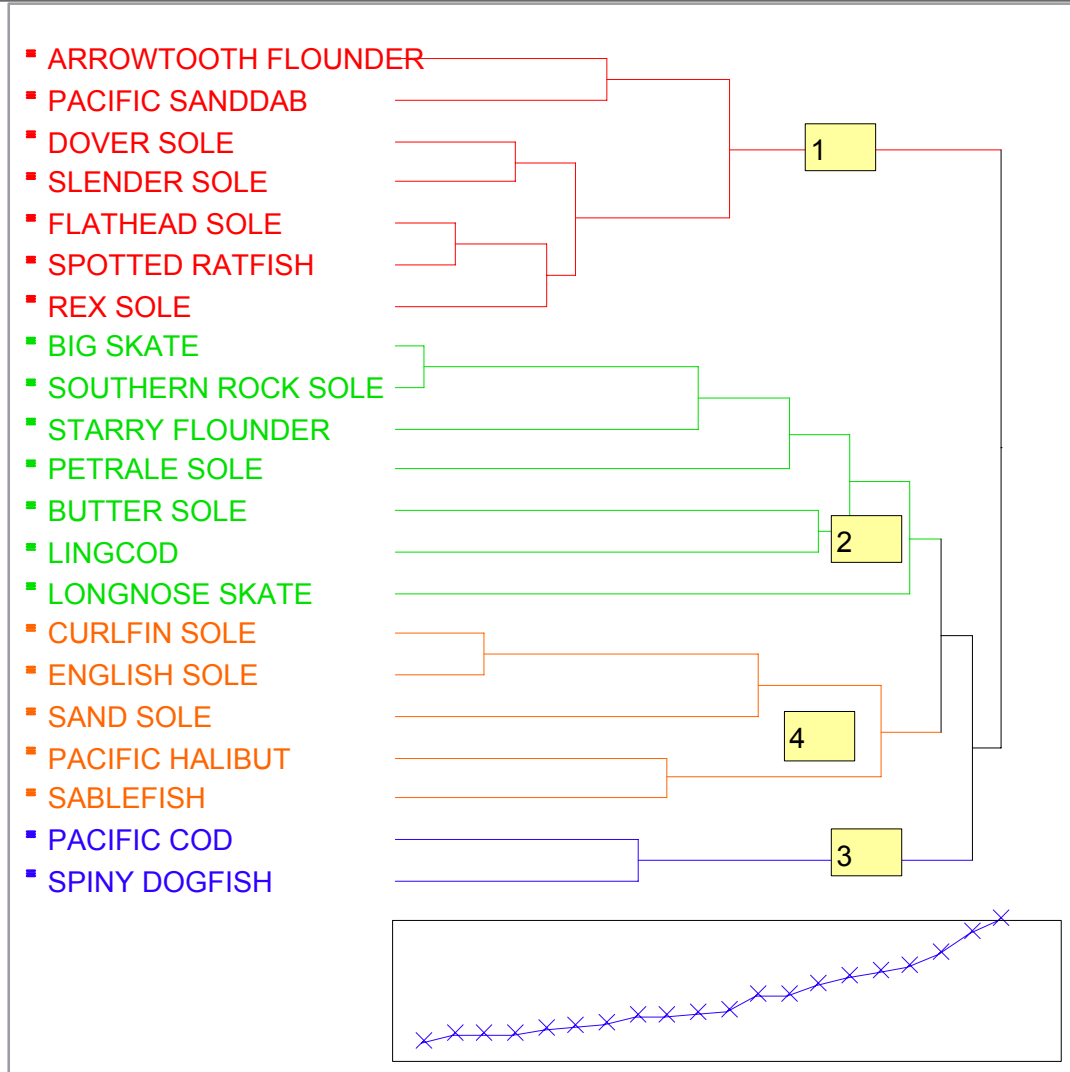 ARROWTOOTH FLOUNDER
PACIFIC SANDDAB
DOVER SOLE
1
SLENDER SOLE
FLATHEAD SOLE
SPOTTED RATFISH
REX SOLE
BIG SKATE
SOUTHERN ROCK SOLE
STARRY FLOUNDER
PETRALE SOLE
BUTTER SOLE
2
LINGCOD
LONGNOSE SKATE
CURLFIN SOLE
ENGLISH SOLE
SAND SOLE
4
PACIFIC HALIBUT
SABLEFISH
PACIFIC COD
3
SPINY DOGFISH